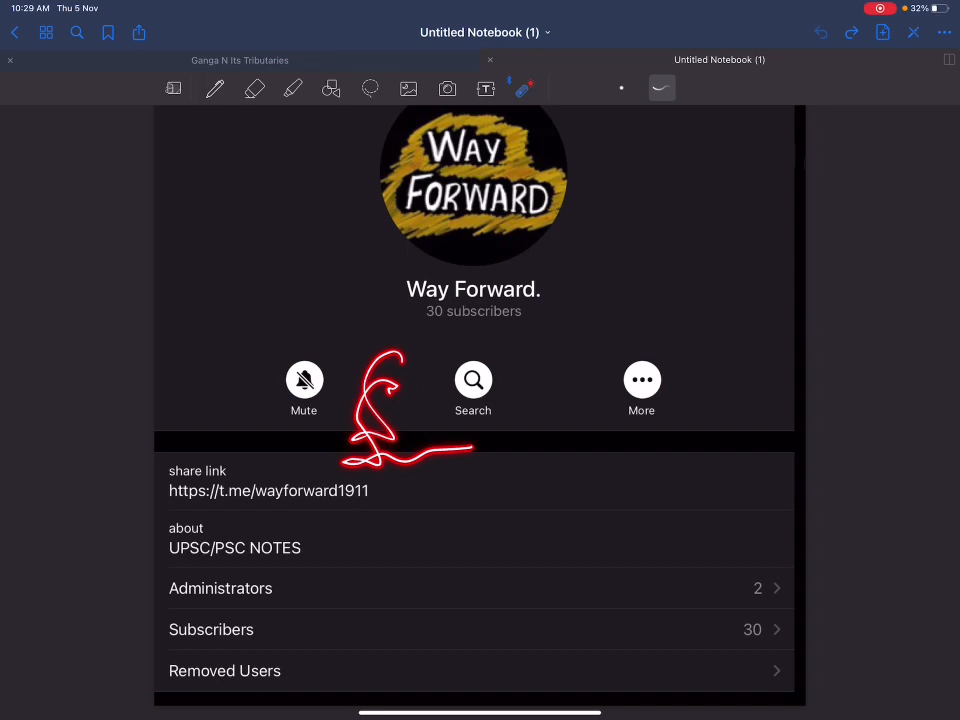 10:29 AM Thu 5 Nov
32%
Untitled Notebook (1)
Ganga N Its Tributaries
Untitled Notebook (1)
T
WAY
FORWARD
Way Forward.
30 subscribers
Mute
Search
More
share link
https://t.me/wayforward1911
about
UPSC/PSC NOTES
Administrators
2
Subscribers
30
Removed Users